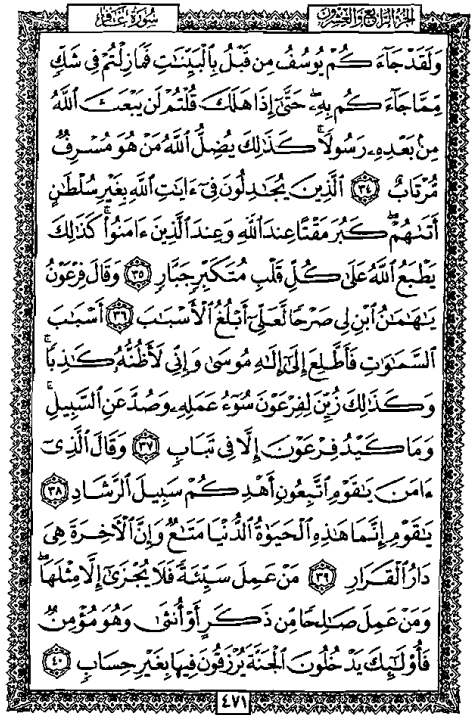 الجزء الرابع والعشرون
سورة غافر
وَلَقَدْ جَآءَكُمْ يُوسُفُ مِن قَبْلُ بِٱلْبَيِّنَٰتِ فَمَا زِلْتُمْ فِى شَكٍّ
مِّمَّا جَآءَكُم بِهِۦ ۖ حَتَّىٰٓ إِذَا هَلَكَ قُلْتُمْ لَن يَبْعَثَ ٱللَّهُ
مِنۢ بَعْدِهِۦ رَسُولًا ۚ كَذَٰلِكَ يُضِلُّ ٱللَّهُ مَنْ هُوَ مُسْرِفٌ
مُّرْتَابٌ ٣٤ ٱلَّذِينَ يُجَٰدِلُونَ فِىٓ ءَايَٰتِ ٱللَّهِ بِغَيْرِ سُلْطَٰنٍ
أَتَىٰهُمْ ۖ كَبُرَ مَقْتًا عِندَ ٱللَّهِ وَعِندَ ٱلَّذِينَ ءَامَنُوا۟ ۚ كَذَٰلِكَ
يَطْبَعُ ٱللَّهُ عَلَىٰ كُلِّ قَلْبِ مُتَكَبِّرٍ جَبَّارٍ ٣٥ وَقَالَ فِرْعَوْنُ
يَٰهَٰمَٰنُ ٱبْنِ لِى صَرْحًا لَّعَلِّىٓ أَبْلُغُ ٱلْأَسْبَٰبَ ٣٦ أَسْبَٰبَ
ٱلسَّمَٰوَٰتِ فَأَطَّلِعَ إِلَىٰٓ إِلَٰهِ مُوسَىٰ وَإِنِّى لَأَظُنُّهُۥ كَٰذِبًا ۚ
وَكَذَٰلِكَ زُيِّنَ لِفِرْعَوْنَ سُوٓءُ عَمَلِهِۦ وَصُدَّ عَنِ ٱلسَّبِيلِ ۚ
وَمَا كَيْدُ فِرْعَوْنَ إِلَّا فِى تَبَابٍ ٣٧ وَقَالَ ٱلَّذِىٓ
ءَامَنَ يَٰقَوْمِ ٱتَّبِعُونِ أَهْدِكُمْ سَبِيلَ ٱلرَّشَادِ ٣٨
يَٰقَوْمِ إِنَّمَا هَٰذِهِ ٱلْحَيَوٰةُ ٱلدُّنْيَا مَتَٰعٌ وَإِنَّ ٱلْءَاخِرَةَ هِىَ
دَارُ ٱلْقَرَارِ ٣٩ مَنْ عَمِلَ سَيِّئَةً فَلَا يُجْزَىٰٓ إِلَّا مِثْلَهَا ۖ
وَمَنْ عَمِلَ صَٰلِحًا مِّن ذَكَرٍ أَوْ أُنثَىٰ وَهُوَ مُؤْمِنٌ
فَأُو۟لَٰٓئِكَ يَدْخُلُونَ ٱلْجَنَّةَ يُرْزَقُونَ فِيهَا بِغَيْرِ حِسَابٍ ٤٠
٤٧١